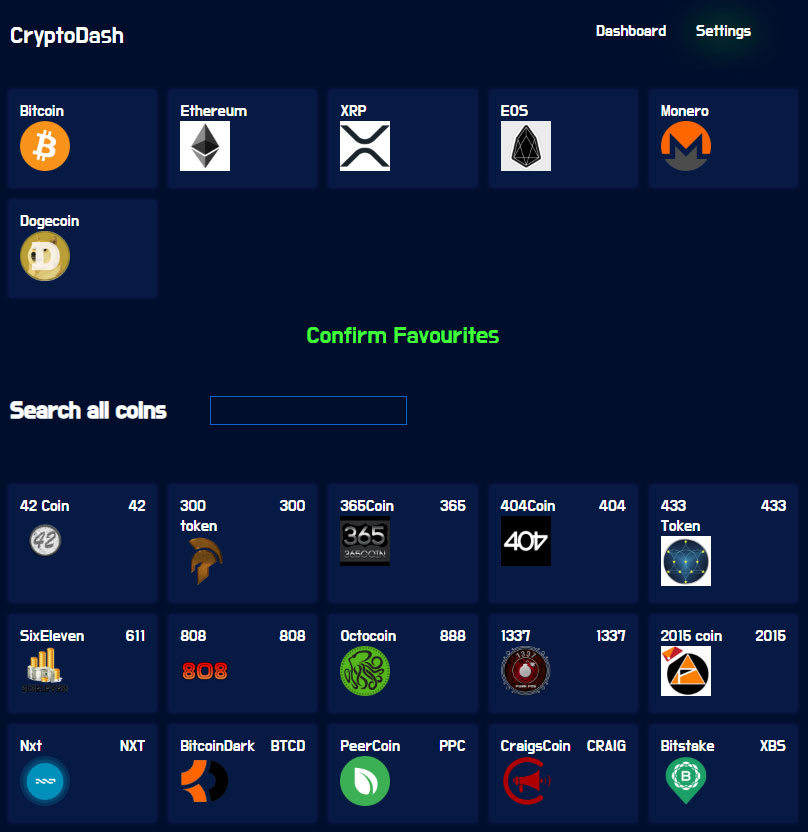 CryptoDash
Dashboard Settings
Bitcoin Ethereum XRP EOS Monero
Dogecoin
Confirm Favourites
Search all coins
42 Coin 42 300 300 365Coin 365 404Coin 404 433 433
token Token
42 365 404
365COIN
SixEleven 611 808 808 Octocoin 888 1337 1337 2015 coin 2015
808 1337
Nxt NXT BitcoinDark BTCD PeerCoin PPC CraigsCoin CRAIG Bitstake XBS